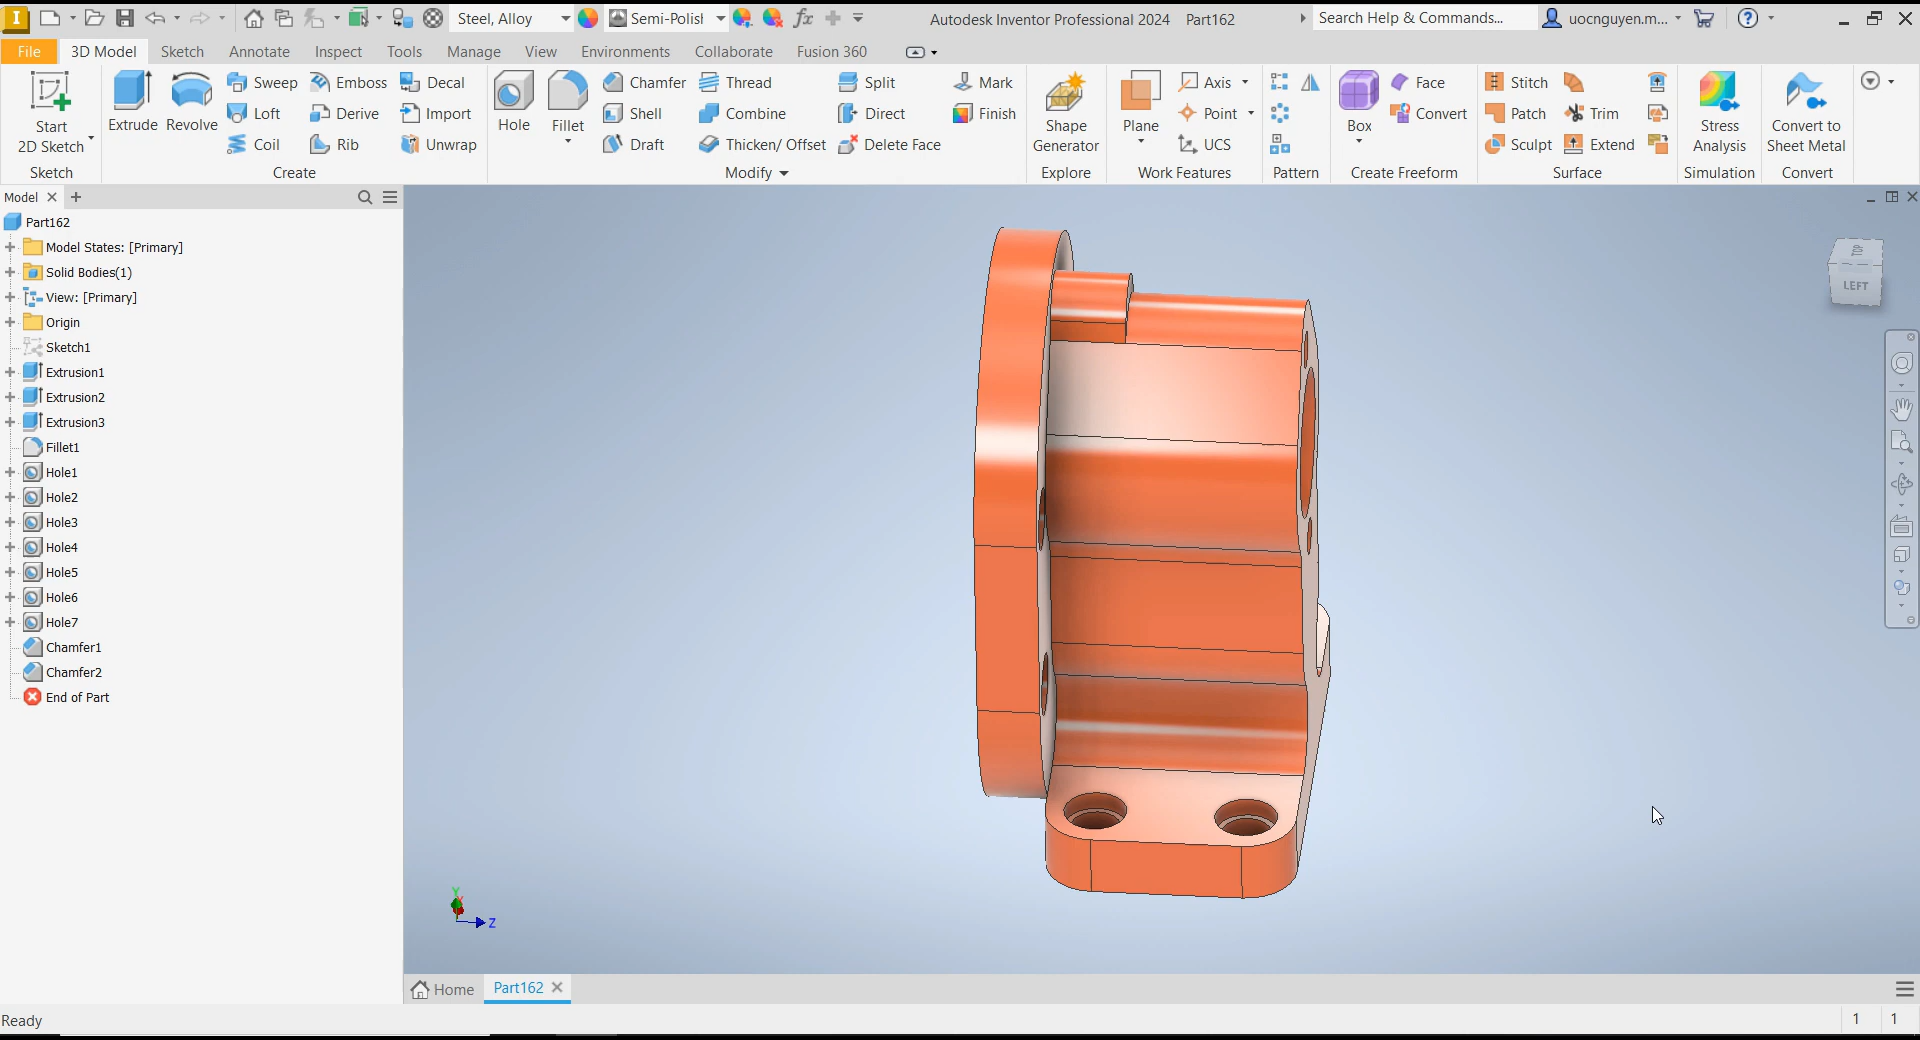 I Steel, Alloy Semi-Polisl fx Autodesk Inventor Professional 2024 Part162 Search Help & Commands... uocnguyen.m... ?
File 3D Model Sketch Annotate Inspect Tools Manage View Environments Collaborate Fusion 360
Sweep Emboss Decal Chamfer Thread Split Mark Axis Face Stitch
Start Extrude Revolve Loft Derive Import Hole Fillet Shell Combine Direct Finish Shape Plane Point Box Convert Patch Trim Stress Convert to
2D Sketch Coil Rib Unwrap Draft Thicken/ Offset Delete Face Generator UCS Sculpt Extend Analysis Sheet Metal
Sketch Create Modify Explore Work Features Pattern Create Freeform Surface Simulation Convert
Model
Part162
Model States: [Primary]
Solid Bodies(1)
View: [Primary]
Origin
Sketch1
Extrusion1
Extrusion2
Extrusion3
Fillet1
Hole1
Hole2
Hole3
Hole4
Hole5
Hole6
Hole7
Chamfer1
Chamfer2
End of Part
LEFT
Y
X
Z
Home Part162
Ready 1 1